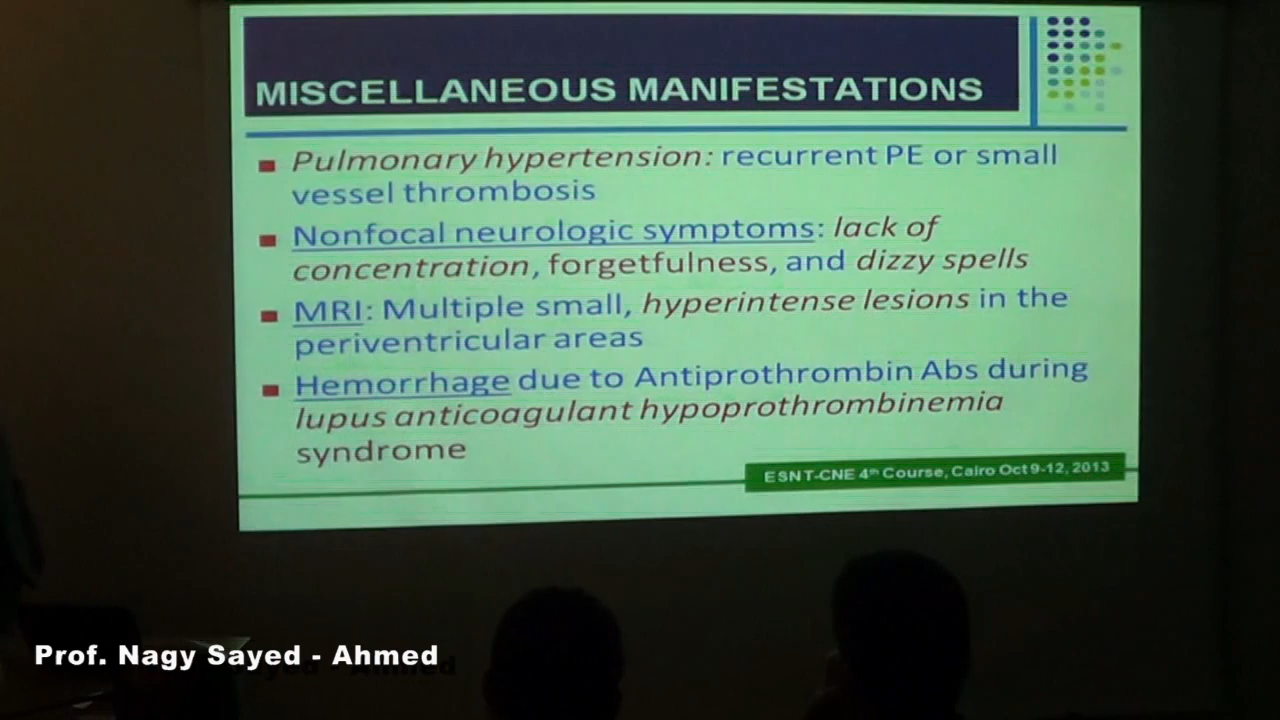 MISCELLANEOUS MANIFESTATIONS
Pulmonary hypertension: recurrent PE or small
vessel thrombosis
Nonfocal neurologic symptoms: lack of
concentration, forgetfulness, and dizzy spells
MRI: Multiple small, hyperintense lesions in the
periventricular areas
Hemorrhage due to Antiprothrombin Abs during
lupus anticoagulant hypoprothrombinemia
syndrome
ESNT-CNE 4th Course, Cairo Oct 9-12, 2013
Prof. Nagy Sayed - Ahmed